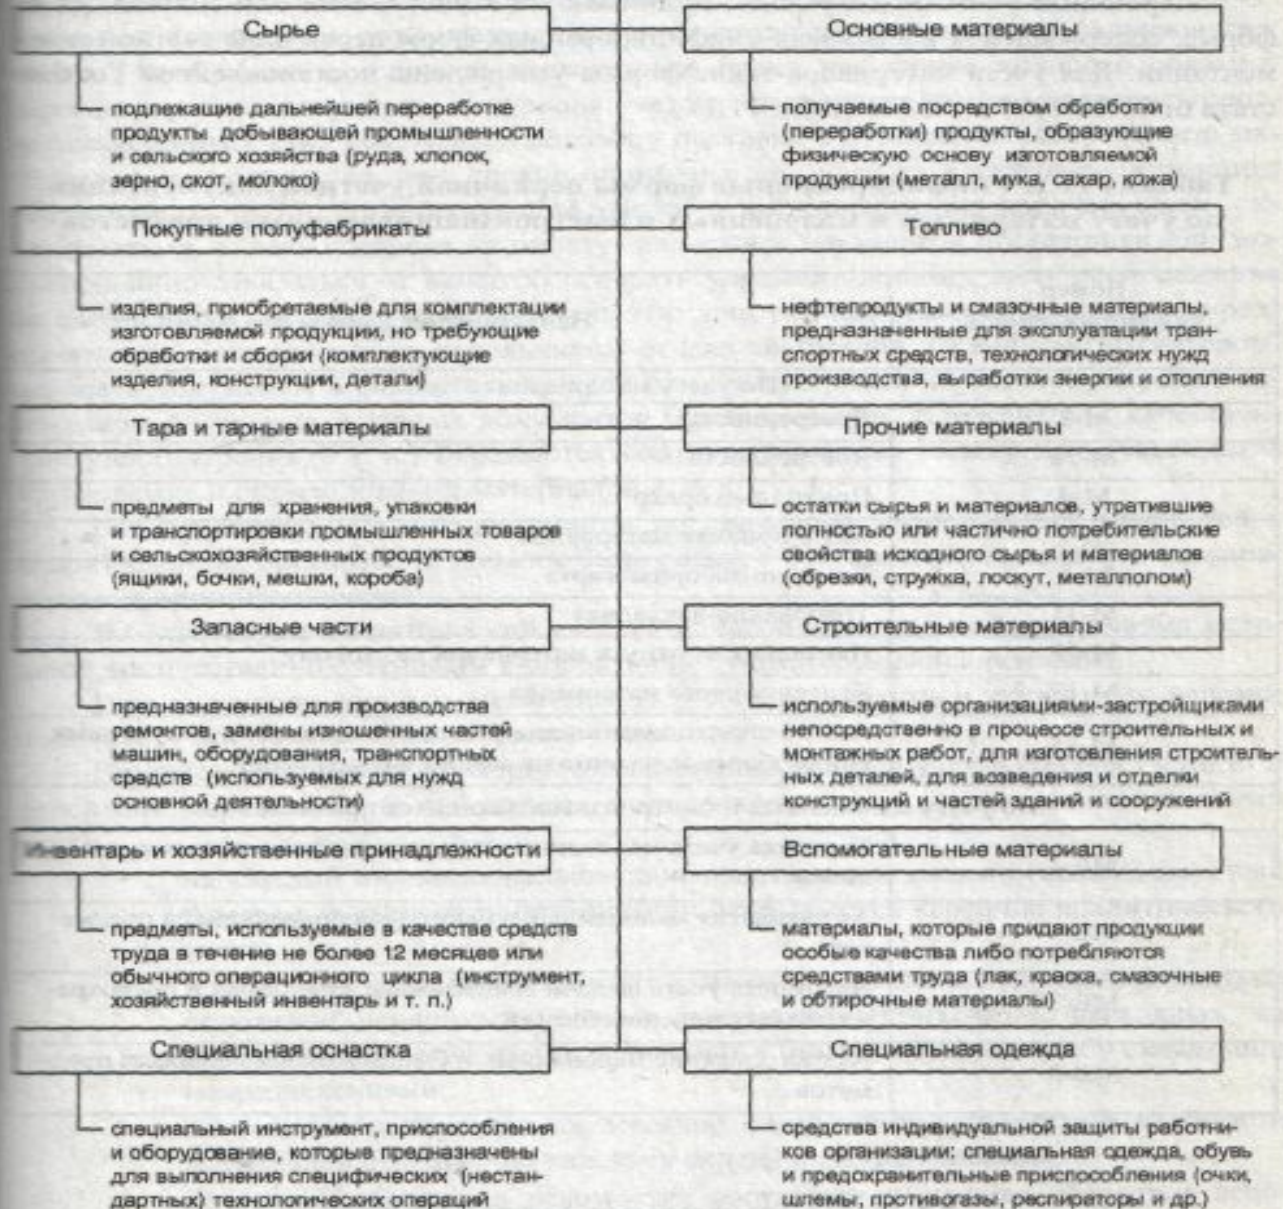 Сырье
подлежащие дальнейшей переработке
продукты добывающей промышленности
и сельского хозяйства (руда, хлопок,
зерно, скот, молоко)
Основные материалы
получаемые посредством обработки
(переработки) продукты, образующие
физическую основу изготовляемой
продукции (металл, мука, сахар, кожа)
Покупные полуфабрикаты
изделия, приобретаемые для комплектации
изготовляемой продукции, но требующие
обработки и сборки (комплектующие
изделия, конструкции, детали)
Топливо
нефтепродукты и смазочные материалы,
предназначенные для эксплуатации тран-
спортных средств, технологических нужд
производства, выработки энергии и отопления
Тара и тарные материалы
предметы для хранения, упаковки
и транспортировки промышленных товаров
и сельскохозяйственных продуктов
(ящики, бочки, мешки, короба)
Прочие материалы
остатки сырья и материалов, утратившие
полностью или частично потребительские
свойства исходного сырья и материалов
(обрезки, стружка, лоскут, металлолом)
Запасные части
предназначенные для производства
ремонтов, замены изношенных частей
машин, оборудования, транспортных
средств (используемых для нужд
основной деятельности)
Строительные материалы
используемые организациями-застройщиками
непосредственно в процессе строительных и
монтажных работ, для изготовления строитель-
ных деталей, для возведения и отделки
конструкций и частей зданий и сооружений
Инвентарь и хозяйственные принадлежности
предметы, используемые в качестве средств
труда в течение не более 12 месяцев или
обычного операционного цикла (инструмент,
хозяйственный инвентарь и т. п.)
Вспомогательные материалы
материалы, которые придают продукции
особые качества либо потребляются
средствами труда (лак, краска, смазочные
и обтирочные материалы)
Специальная оснастка
специальный инструмент, приспособления
и оборудование, которые предназначены
для выполнения специфических (нестан-
дартных) технологических операций
Специальная одежда
средства индивидуальной защиты работни-
ков организации: специальная одежда, обувь
и предохранительные приспособления (очки,
шлемы, противогазы, респираторы и др.)